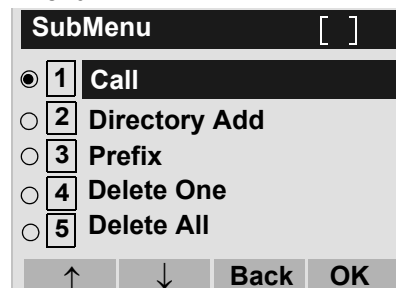 SubMenu [ ]
1 Call
2 Directory Add
3 Prefix
4 Delete One
5 Delete All
↑ ↓ Back OK